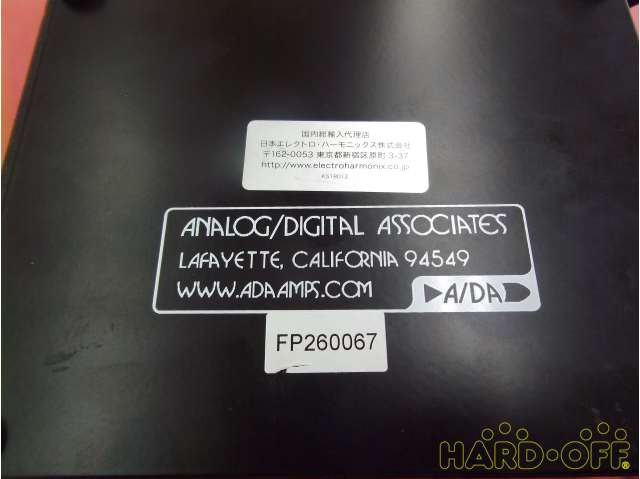 国内総輸入代理店
日本エレクトロ・ハーモニックス株式会社
〒162-0053 東京都新宿区原町 3-37
http://www.electroharmonix.co.jp
KS18013
ANALOG/DIGITAL ASSOCIATES
LAFAYETTE, CALIFORNIA 94549
WWW.ADAAMPS.COM
A/DA
FP260067
HARD-OFF®